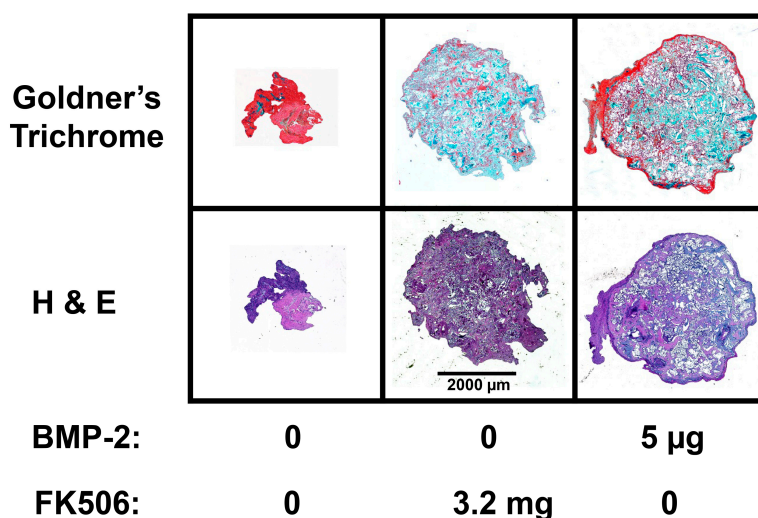 Goldner's
Trichrome
H & E
2000 µm
BMP-2: 0 0 5 µg
FK506: 0 3.2 mg 0